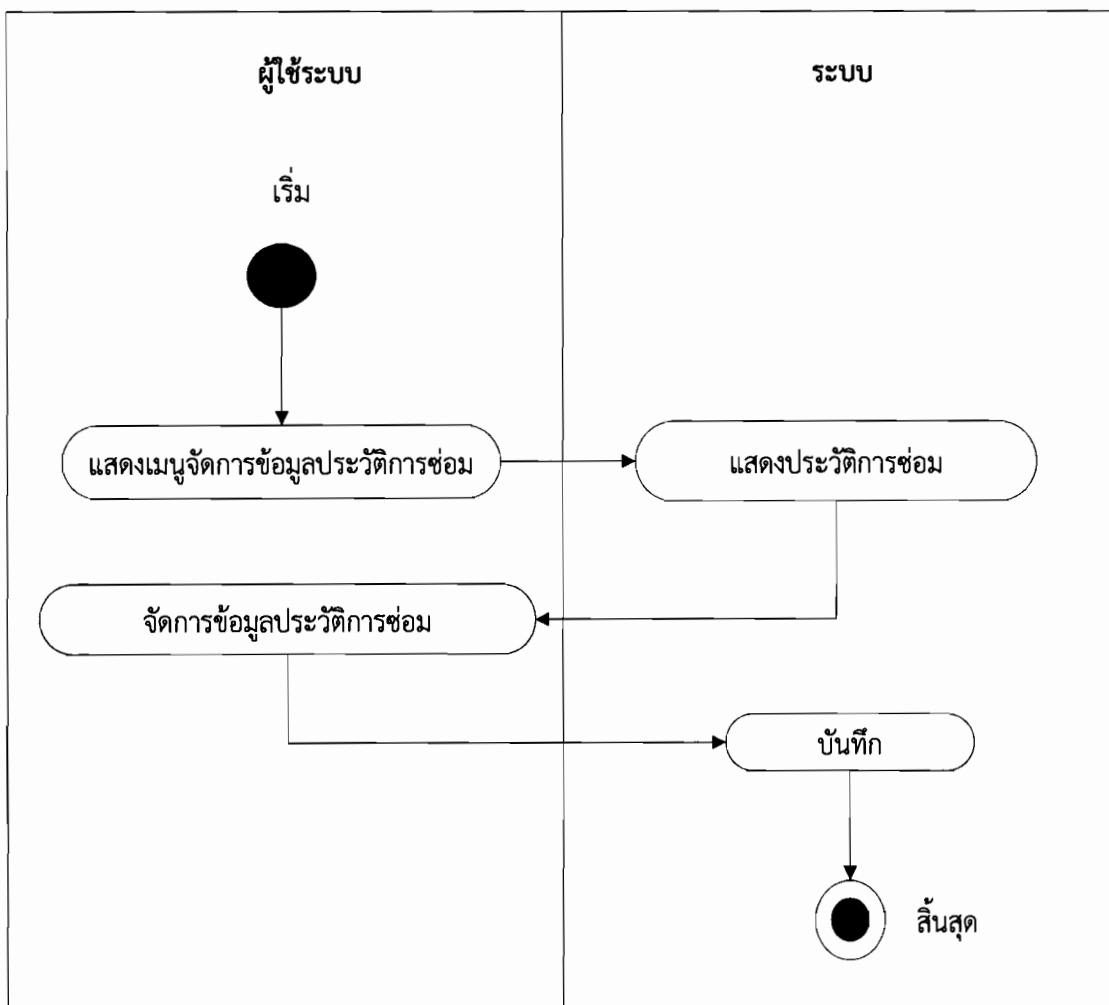 ผู้ใช้ระบบ
ระบบ
เริ่ม
แสดงเมนูจัดการข้อมูลประวัติการซ่อม
แสดงประวัติการซ่อม
จัดการข้อมูลประวัติการซ่อม
บันทึก
สิ้นสุด